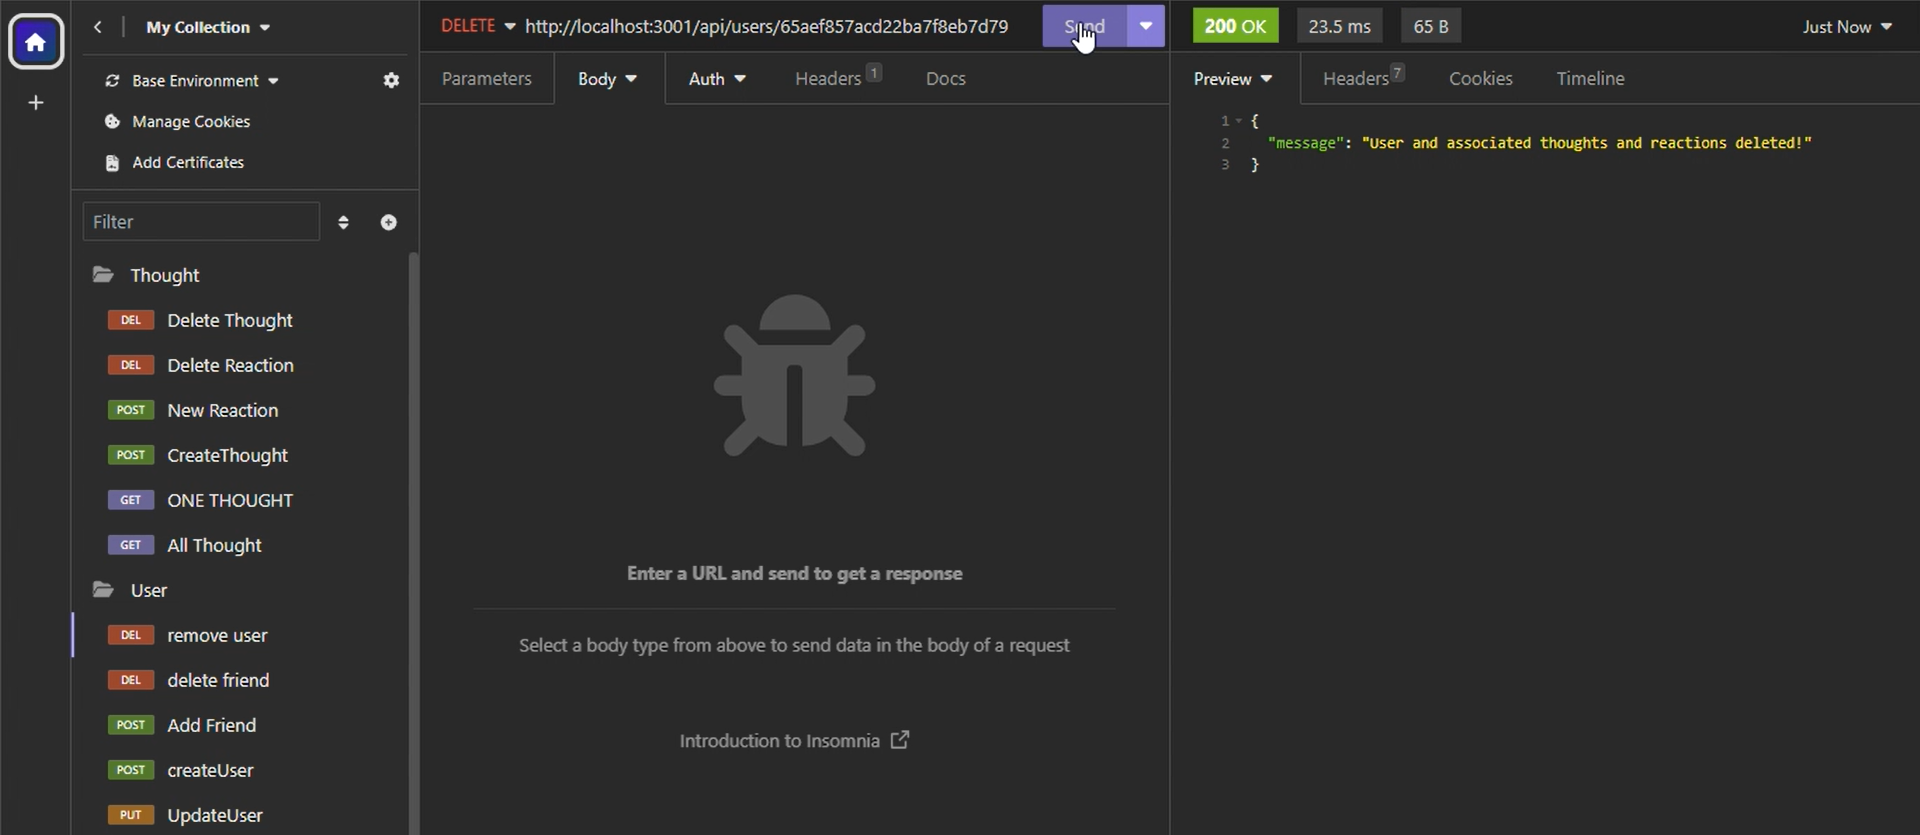 My Collection
Base Environment
Manage Cookies
Add Certificates
Filter
Thought
DEL Delete Thought
DEL Delete Reaction
POST New Reaction
POST CreateThought
GET ONE THOUGHT
GET All Thought
User
DEL remove user
DEL delete friend
POST Add Friend
POST createUser
PUT UpdateUser
DELETE http://localhost:3001/api/users/65aef857acd22ba7f8eb7d79 Send
Parameters Body Auth Headers 1 Docs
Enter a URL and send to get a response
Select a body type from above to send data in the body of a request
Introduction to Insomnia
200 OK 23.5 ms 65 B Just Now
Preview Headers 7 Cookies Timeline
1 {
2 "message": "User and associated thoughts and reactions deleted!"
3 }